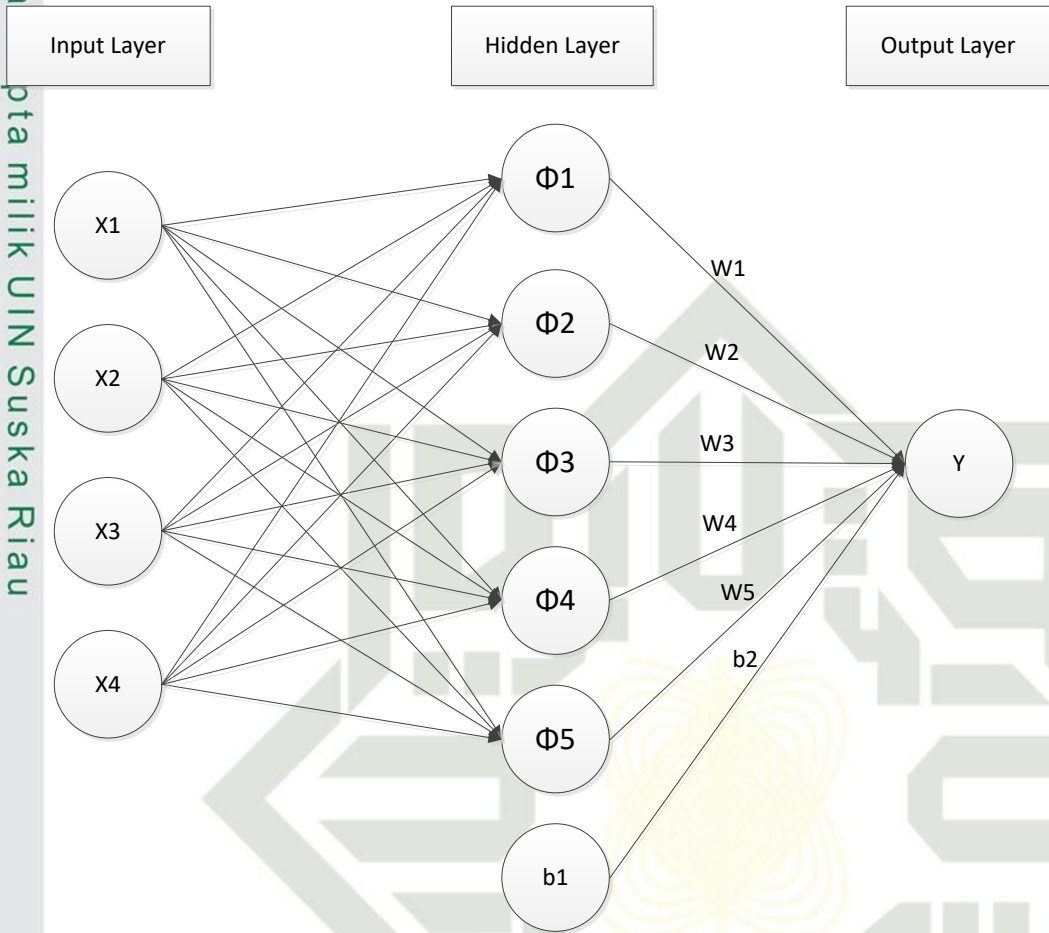 Input Layer
Hidden Layer
Output Layer
pta milik UIN Suska Riau
X1
X2
X3
X4
Φ1
Φ2
Φ3
Φ4
Φ5
b1
W1
W2
W3
W4
W5
b2
Y